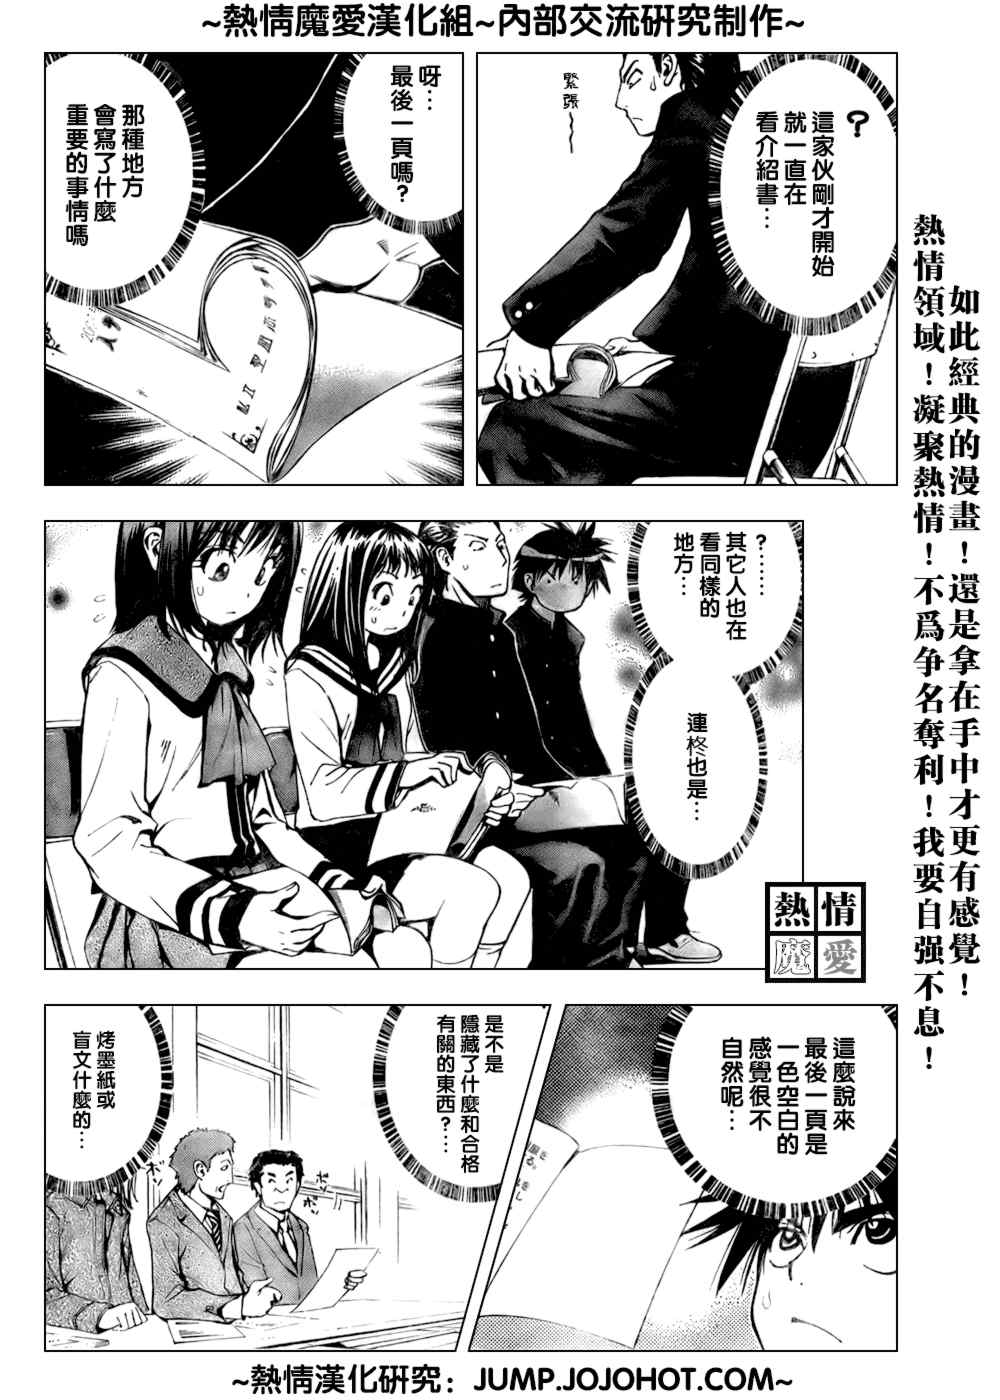 ~熱情魔愛漢化組~內部交流研究制作~
？
這家伙剛才開始
就一直在
看介紹書…
緊張～
呀…
最後一頁嗎？
那種地方
會寫了什麼
重要的事情嗎
？……
其它人也在
看同樣的
地方…
連柊也是…
熱情
魔愛
這麼說來
最後一頁是
一色空白的
感覺很不
自然呢…
是不是
隱藏了什麼和合格
有關的東西？…
烤墨紙或
盲文什麼的…
如此經典的漫畫！還是拿在手中才更有感覺！
熱情領域！凝聚熱情！不爲争名奪利！我要自强不息！
~熱情漢化研究：JUMP.JOJOHOT.COM~